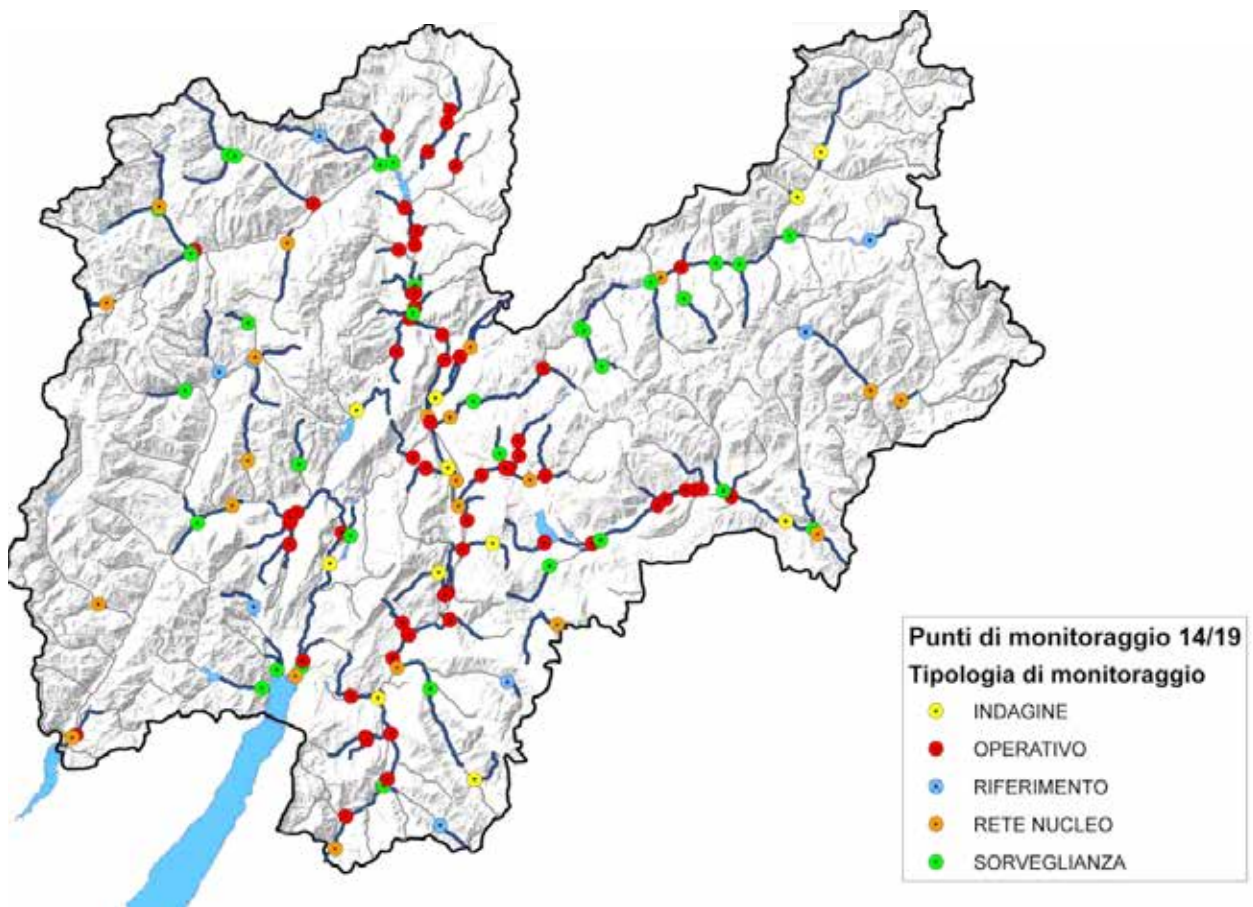 Punti di monitoraggio 14/19
Tipologia di monitoraggio
INDAGINE
OPERATIVO
RIFERIMENTO
RETE NUCLEO
SORVEGLIANZA